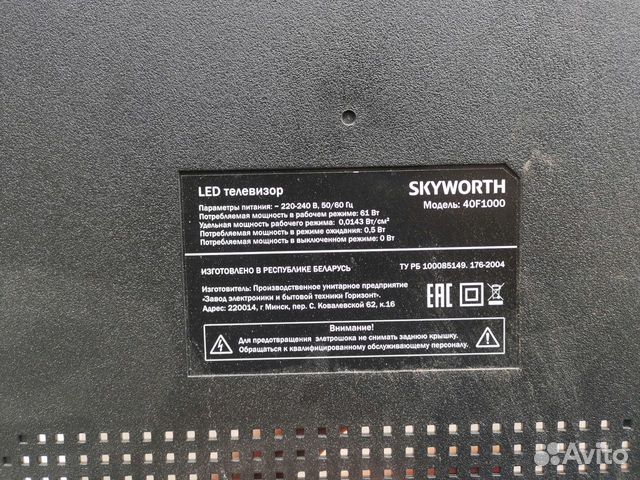 LED телевизор
SKYWORTH
Модель: 40F1000
Параметры питания: ~ 220-240 В, 50/60 Гц
Потребляемая мощность в рабочем режиме: 61 Вт
Удельная мощность рабочего режима: 0,0143 Вт/см²
Потребляемая мощность в режиме ожидания: 0,5 Вт
Потребляемая мощность в выключенном режиме: 0 Вт
ИЗГОТОВЛЕНО В РЕСПУБЛИКЕ БЕЛАРУСЬ
ТУ РБ 100085149. 176-2004
Изготовитель: Производственное унитарное предприятие
«Завод электроники и бытовой техники Горизонт».
Адрес: 220014, г Минск, пер. С. Ковалевской 62, к.16
EAC
Внимание!
Для предотвращения элетрошока не снимать заднюю крышку.
Обращаться к квалифицированному обслуживающему персоналу.
Avito